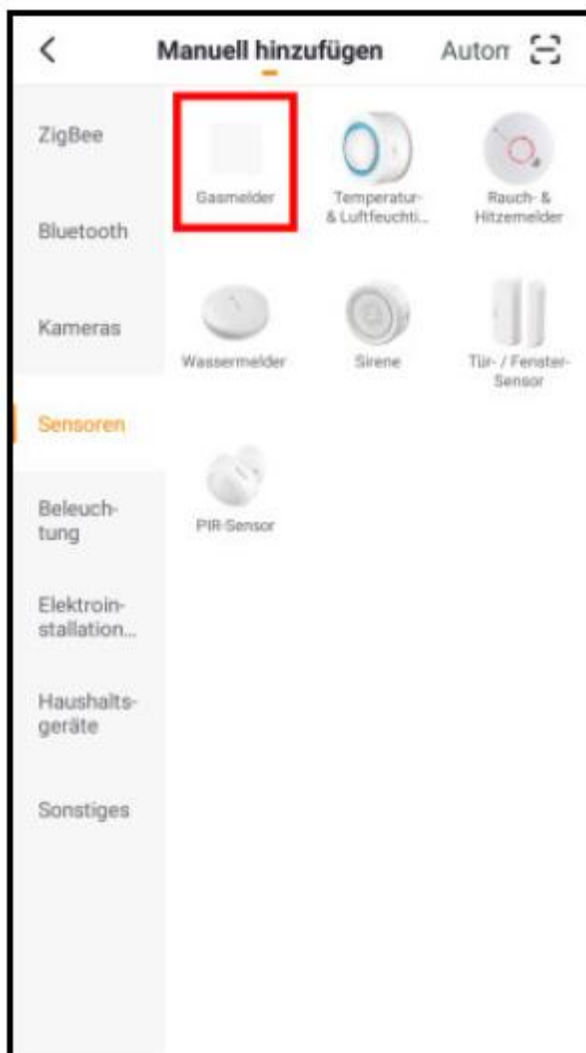 Manuell hinzufügen Autom
ZigBee
Bluetooth
Kameras
Sensoren
Beleuch-
tung
Elektroin-
stallation...
Haushalts-
geräte
Sonstiges
Gasmelder
Temperatur-
& Luftfeuchti...
Rauch- &
Hitzemelder
Wassermelder
Sirene
Tür- / Fenster-
Sensor
PIR-Sensor